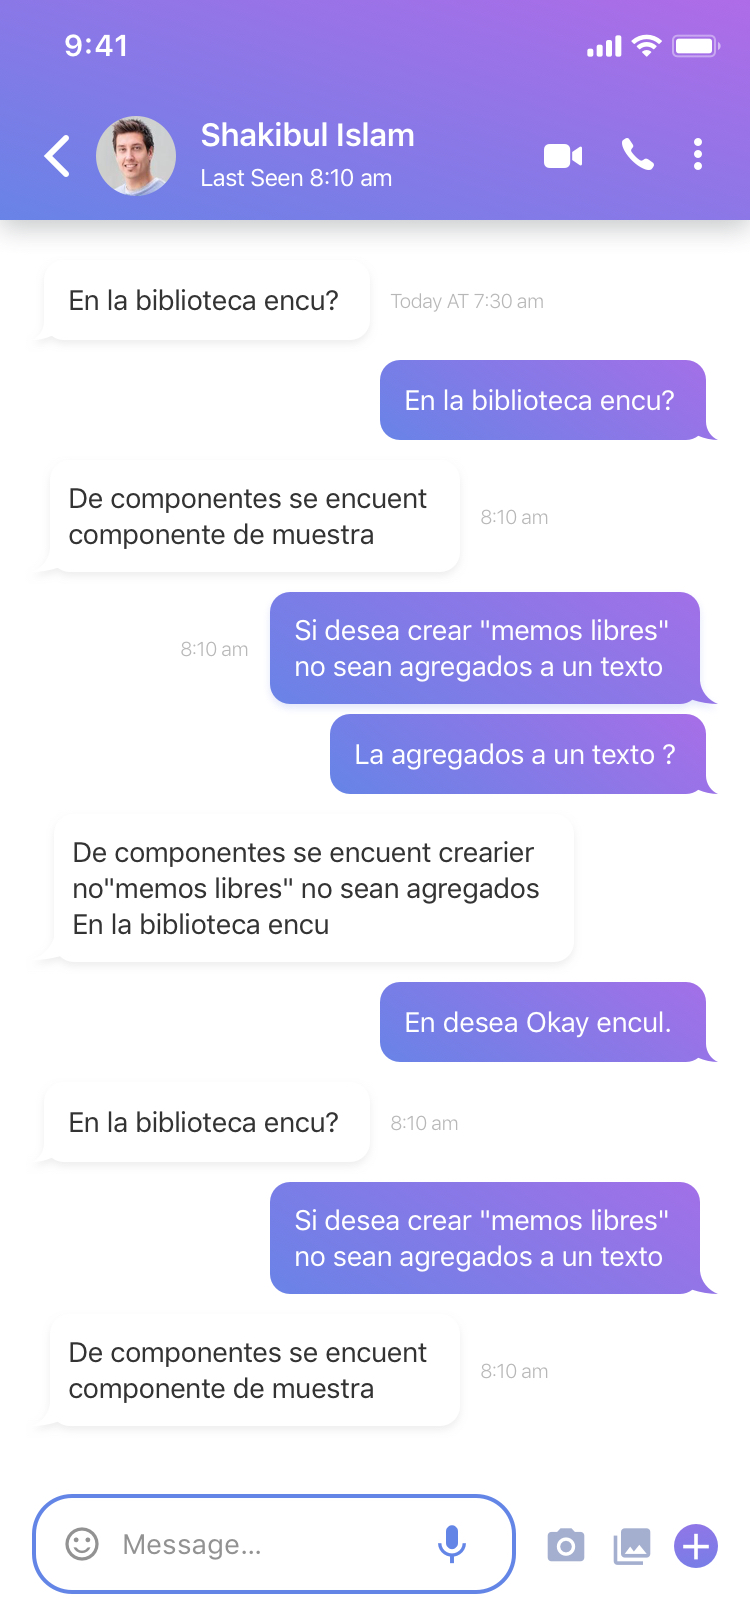 9:41
Shakibul Islam
Last Seen 8:10 am
En la biblioteca encu?
Today AT 7:30 am
En la biblioteca encu?
De componentes se encuent
componente de muestra
8:10 am
Si desea crear "memos libres"
no sean agregados a un texto
8:10 am
La agregados a un texto ?
De componentes se encuent crearier
no"memos libres" no sean agregados
En la biblioteca encu
En desea Okay encul.
En la biblioteca encu?
8:10 am
Si desea crear "memos libres"
no sean agregados a un texto
De componentes se encuent
componente de muestra
8:10 am
Message...